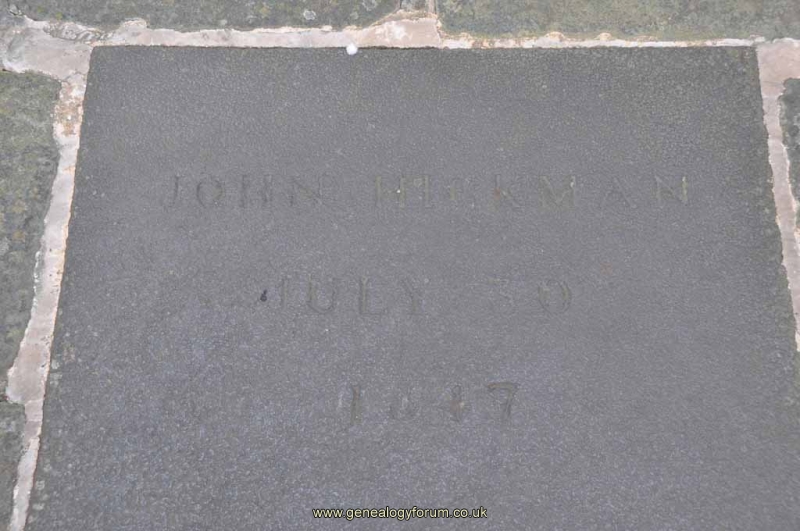 JOHN HICKMAN
JULY 30
www.genealogyforum.co.uk